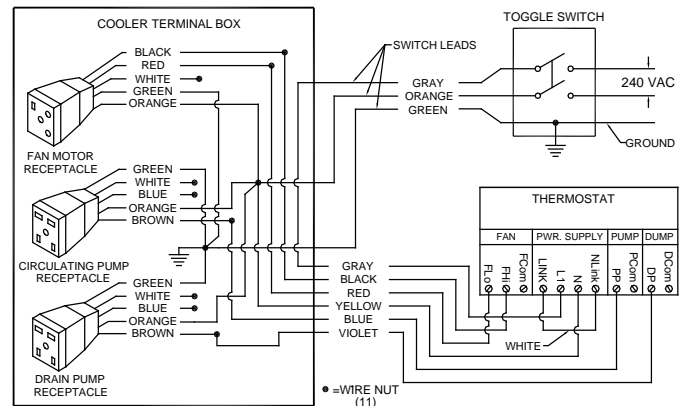 COOLER TERMINAL BOX
BLACK
RED
WHITE
GREEN
ORANGE
FAN MOTOR
RECEPTACLE
GREEN
WHITE
BLUE
ORANGE
BROWN
CIRCULATING PUMP
RECEPTACLE
GREEN
WHITE
BLUE
ORANGE
BROWN
DRAIN PUMP
RECEPTACLE
SWITCH LEADS
GRAY
ORANGE
GREEN
TOGGLE SWITCH
240 VAC
GROUND
THERMOSTAT
FAN PWR. SUPPLY PUMP DUMP
FLo FHi FCom LINK L1 N NLink PP PCom DP DCom
GRAY
BLACK
RED
YELLOW
BLUE
VIOLET
WHITE
=WIRE NUT
(11)